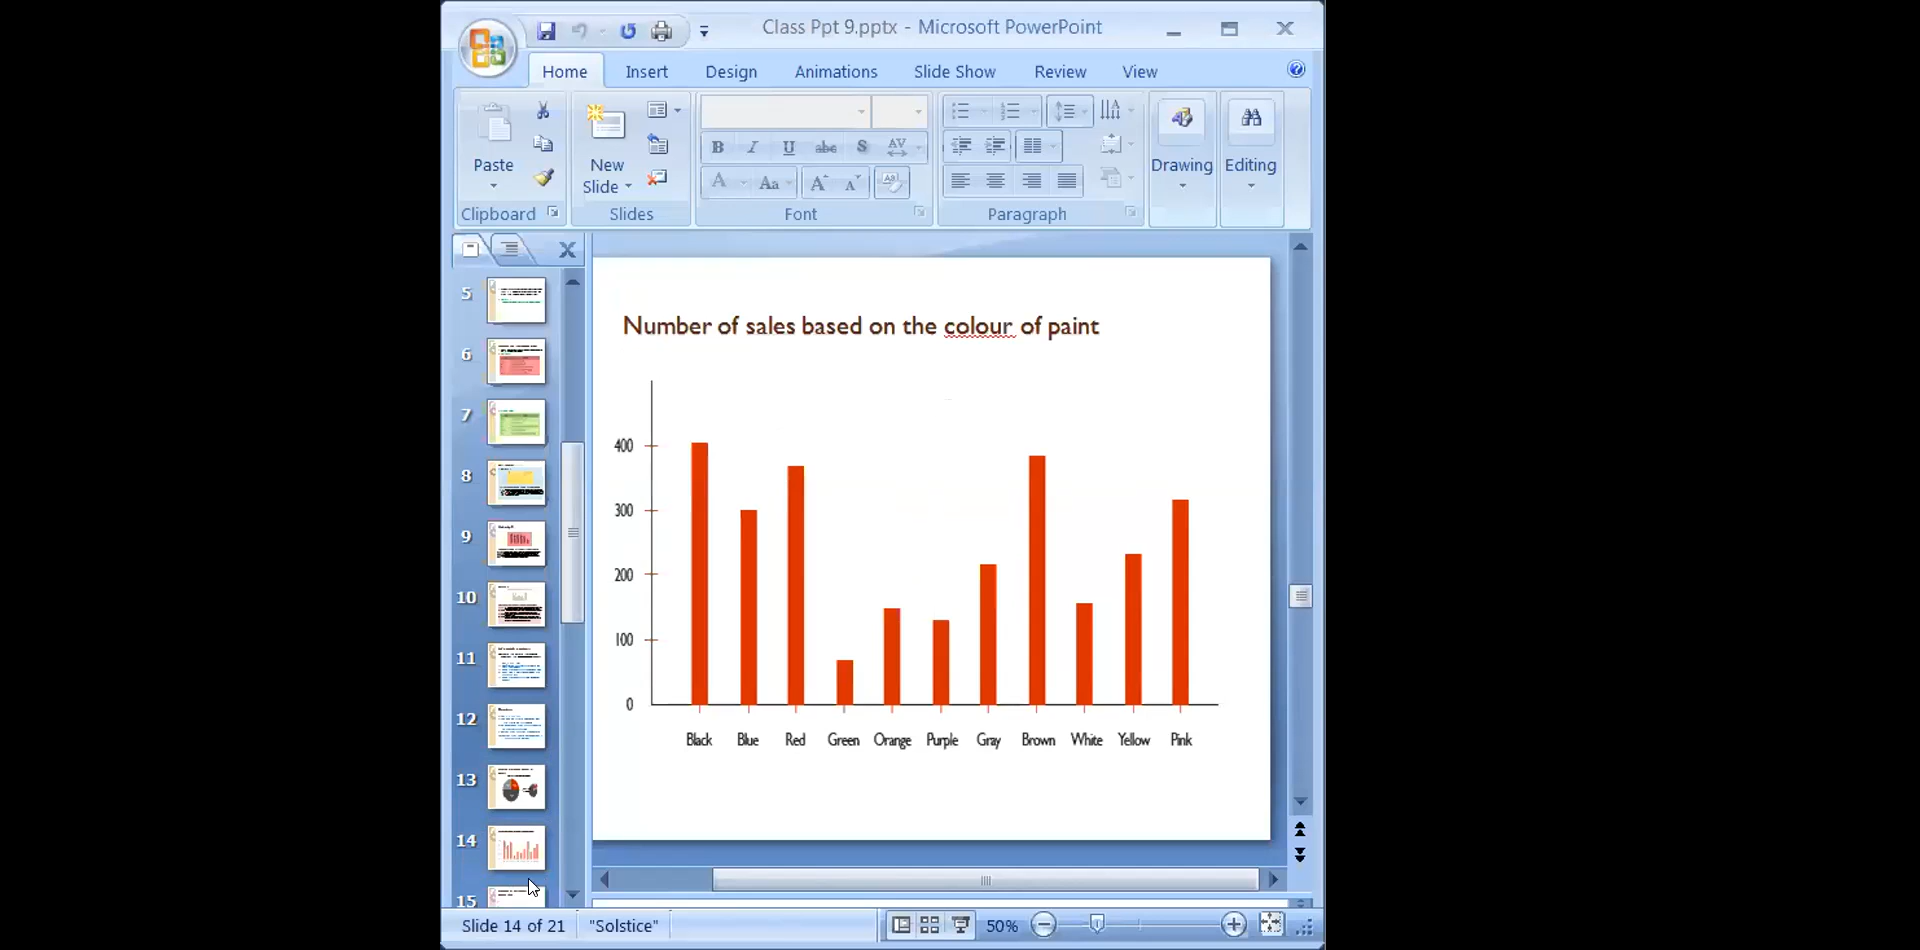 Class Ppt 9.pptx - Microsoft PowerPoint
Home Insert Design Animations Slide Show Review View
Paste
New
Slide
Drawing
Editing
Clipboard Slides Font Paragraph
B I U abc S AV
A Aa A A
5
6
7
8
9
10
11
12
13
14
15
Number of sales based on the colour of paint
400
300
200
100
0
Black Blue Red Green Orange Purple Gray Brown White Yellow Pink
Slide 14 of 21 "Solstice" 50%